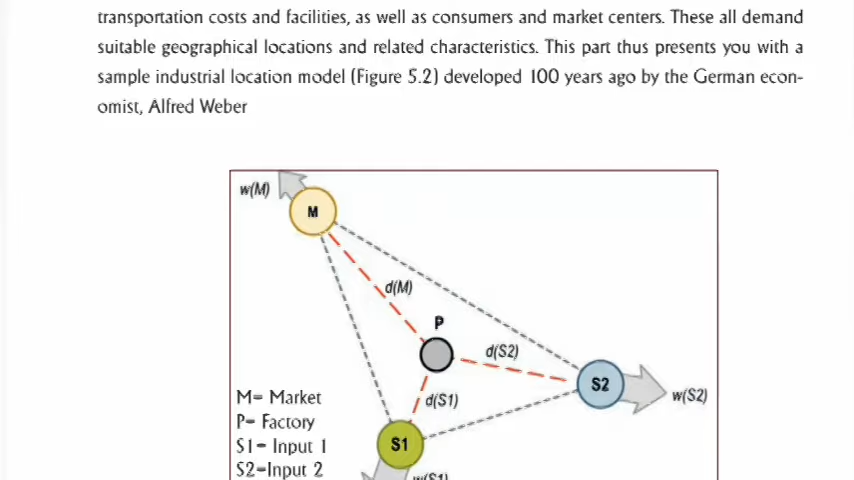 transportation costs and facilities, as well as consumers and market centers. These all demand
suitable geographical locations and related characteristics. This part thus presents you with a
sample industrial location model (Figure 5.2) developed 100 years ago by the German econ-
omist, Alfred Weber
w(M)
M
d(M)
P
d(S2)
S2
w(S2)
d(S1)
M= Market
P= Factory
S1= Input 1
S1
S2=Input 2
w(S1)